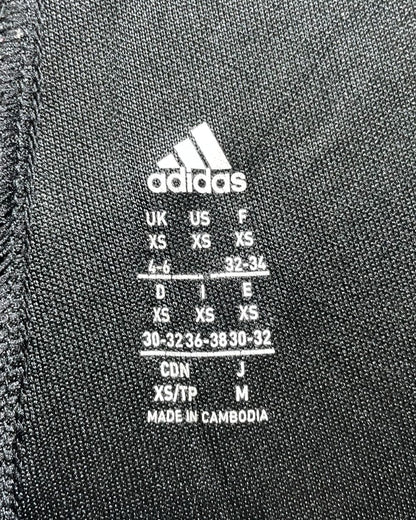 adidas
UK US F
XS XS XS
4-6 32-34
D I E
XS XS XS
30-32 36-38 30-32
CDN J
XS/TP M
MADE IN CAMBODIA